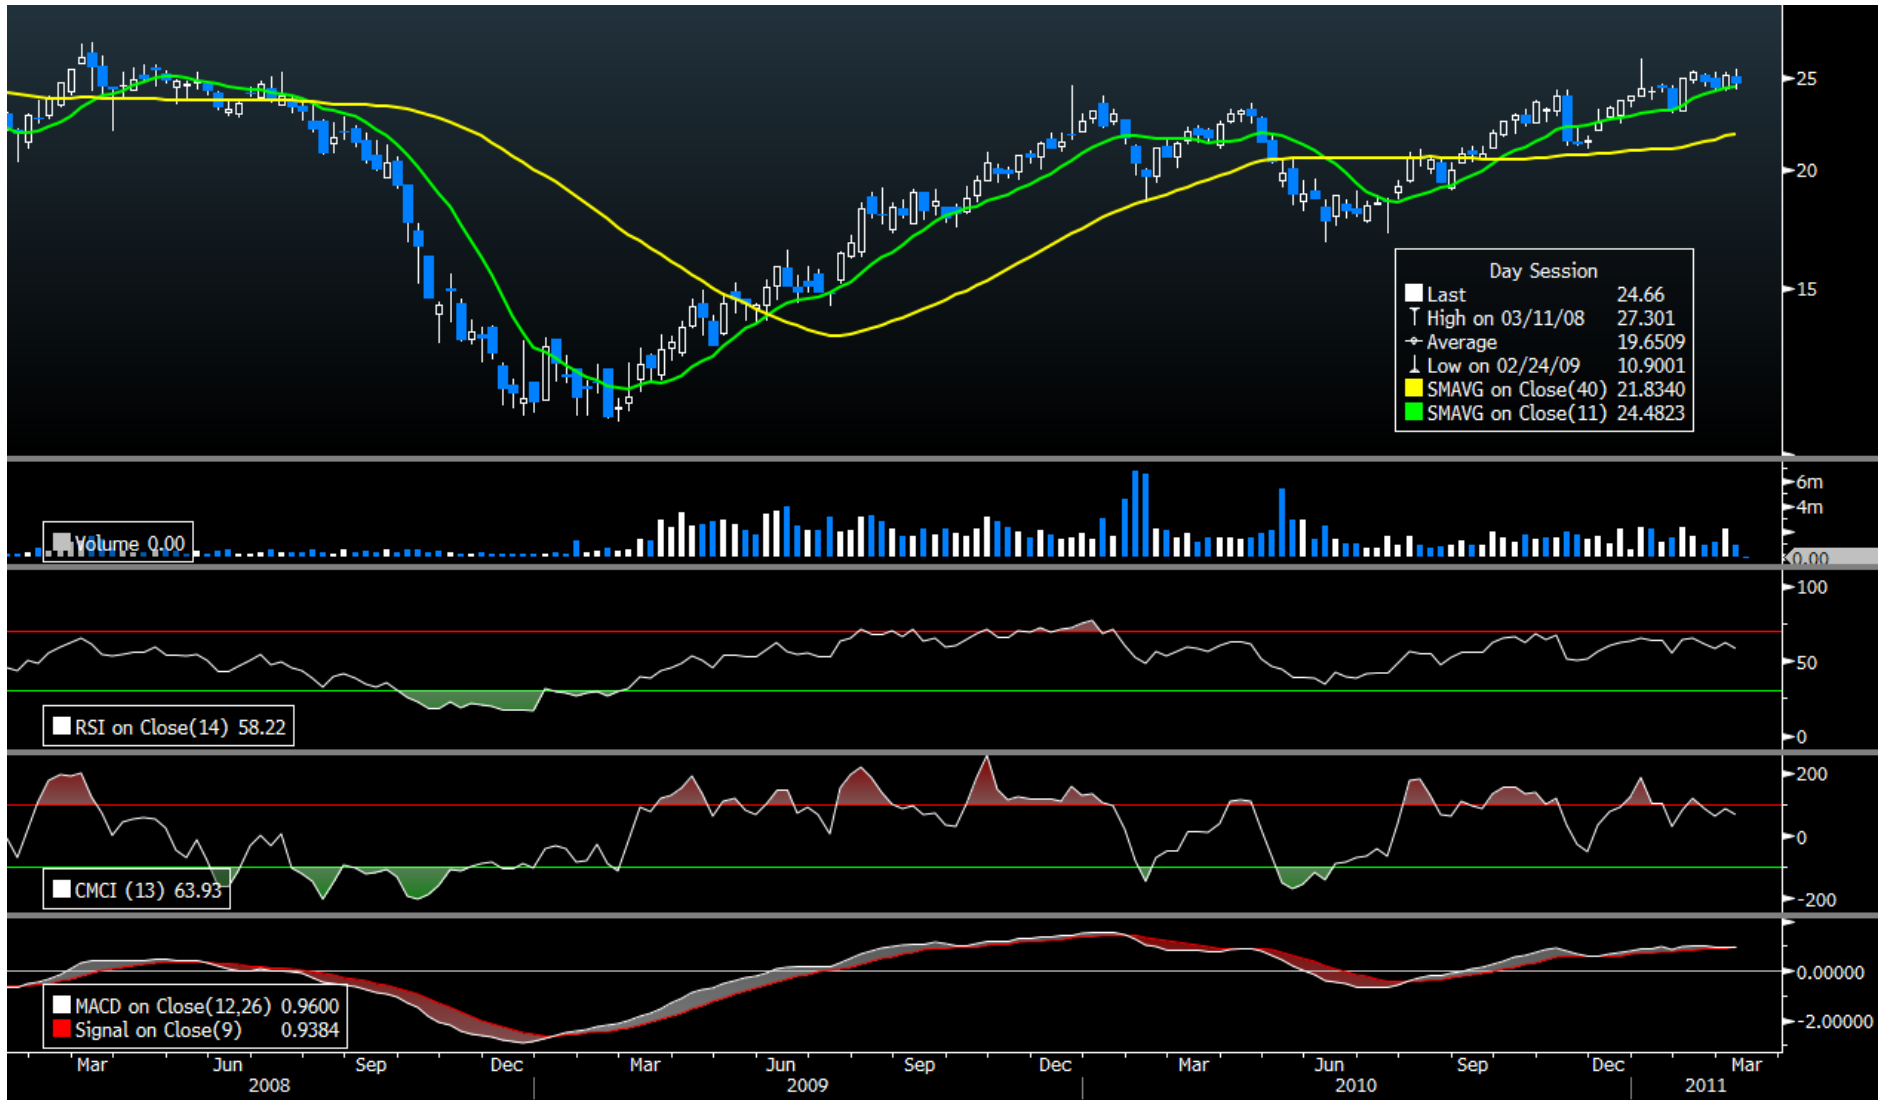 25
20
15
Day Session
Last 24.66
High on 03/11/08 27.301
Average 19.6509
Low on 02/24/09 10.9001
SMAVG on Close(40) 21.8340
SMAVG on Close(11) 24.4823
6m
4m
Volume 0.00
0.00
100
50
0
RSI on Close(14) 58.22
200
0
-200
CMCI (13) 63.93
0.00000
-2.00000
MACD on Close(12,26) 0.9600
Signal on Close(9) 0.9384
Mar Jun Sep Dec Mar Jun Sep Dec Mar Jun Sep Dec Mar
2008 2009 2010 2011